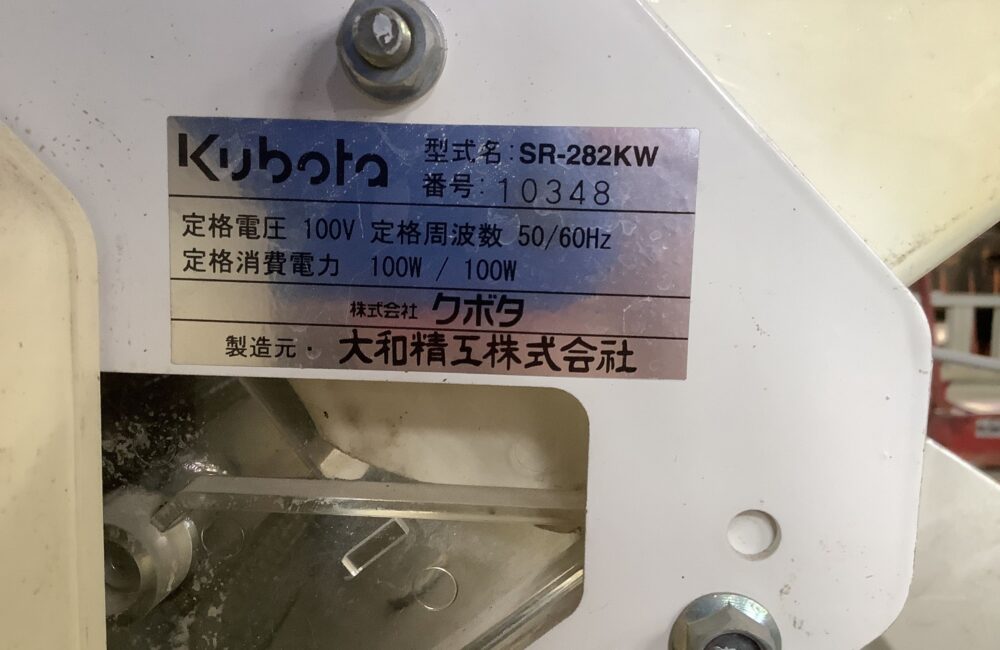 Kubota 型式名:SR-282KW
番号:10348
定格電圧 100V 定格周波数 50/60Hz
定格消費電力 100W / 100W
株式会社 クボタ
製造元・ 大和精工株式会社